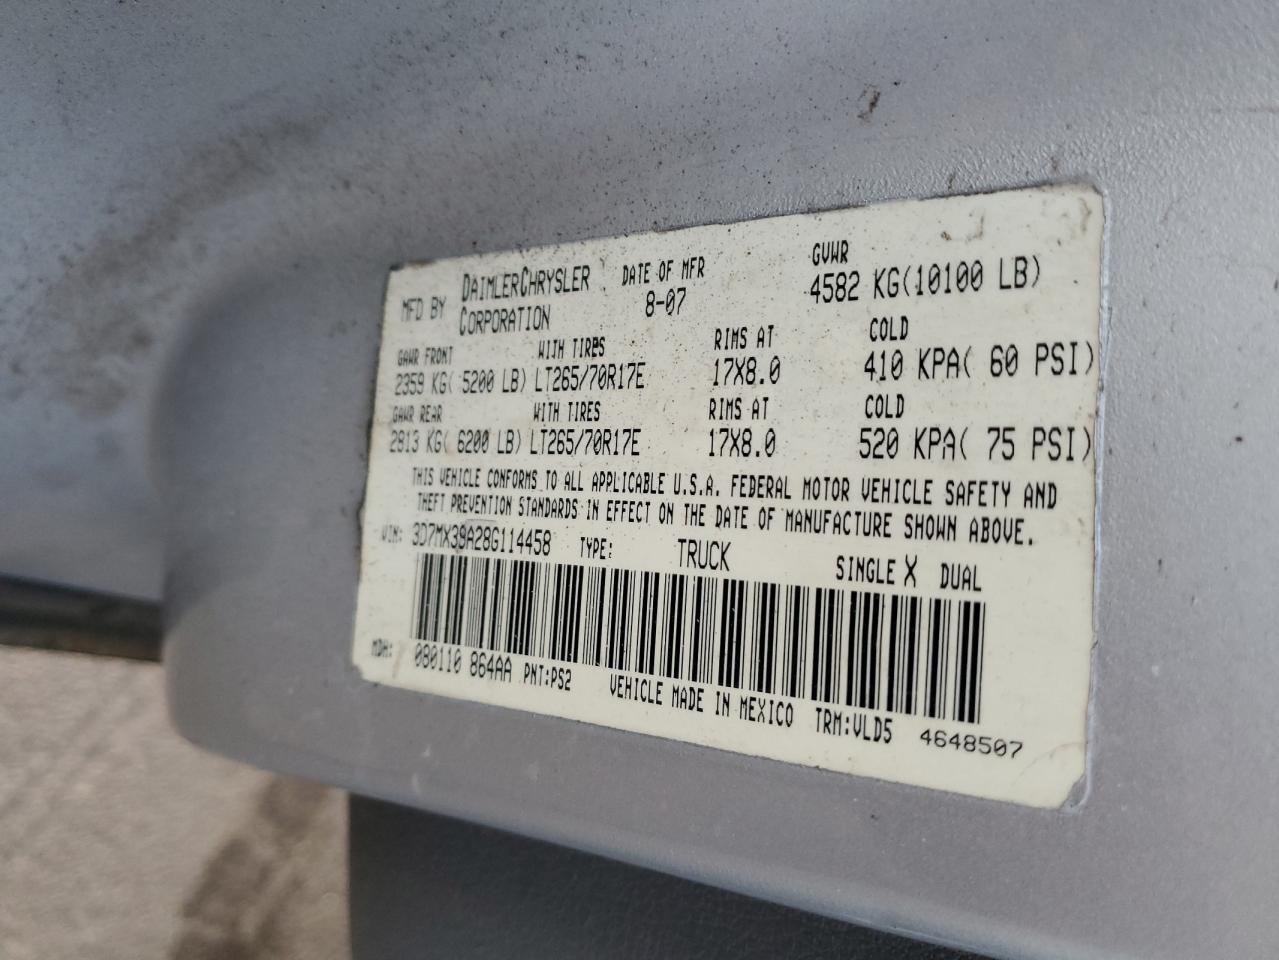 MFD BY DAIMLERCHRYSLER CORPORATION DATE OF MFR 8-07 GVWR 4582 KG(10100 LB)
GAWR FRONT WITH TIRES RIMS AT COLD
2359 KG( 5200 LB) LT265/70R17E 17X8.0 410 KPA( 60 PSI)
GAWR REAR WITH TIRES RIMS AT COLD
2813 KG( 6200 LB) LT265/70R17E 17X8.0 520 KPA( 75 PSI)
THIS VEHICLE CONFORMS TO ALL APPLICABLE U.S.A. FEDERAL MOTOR VEHICLE SAFETY AND
THEFT PREVENTION STANDARDS IN EFFECT ON THE DATE OF MANUFACTURE SHOWN ABOVE.
VIN: 3D7MX39A28G114458 TYPE: TRUCK SINGLE X DUAL
MDH: 080110 864AA PNT:PS2 VEHICLE MADE IN MEXICO TRM:VLD5 4648507